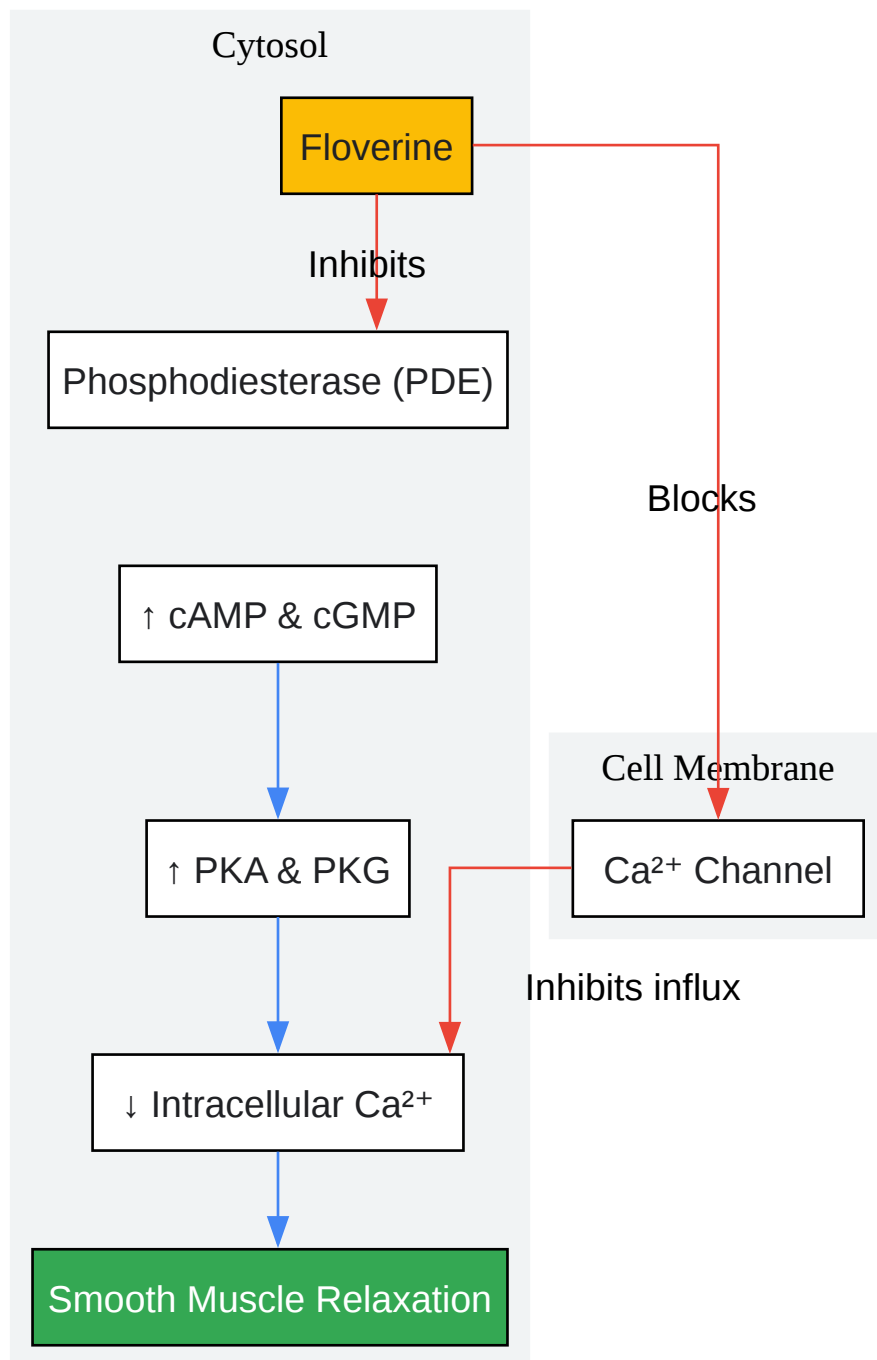 Cytosol
Floverine
Inhibits
Phosphodiesterase (PDE)
Blocks
↑ cAMP & cGMP
Cell Membrane
↑ PKA & PKG
Ca²⁺ Channel
Inhibits influx
↓ Intracellular Ca²⁺
Smooth Muscle Relaxation